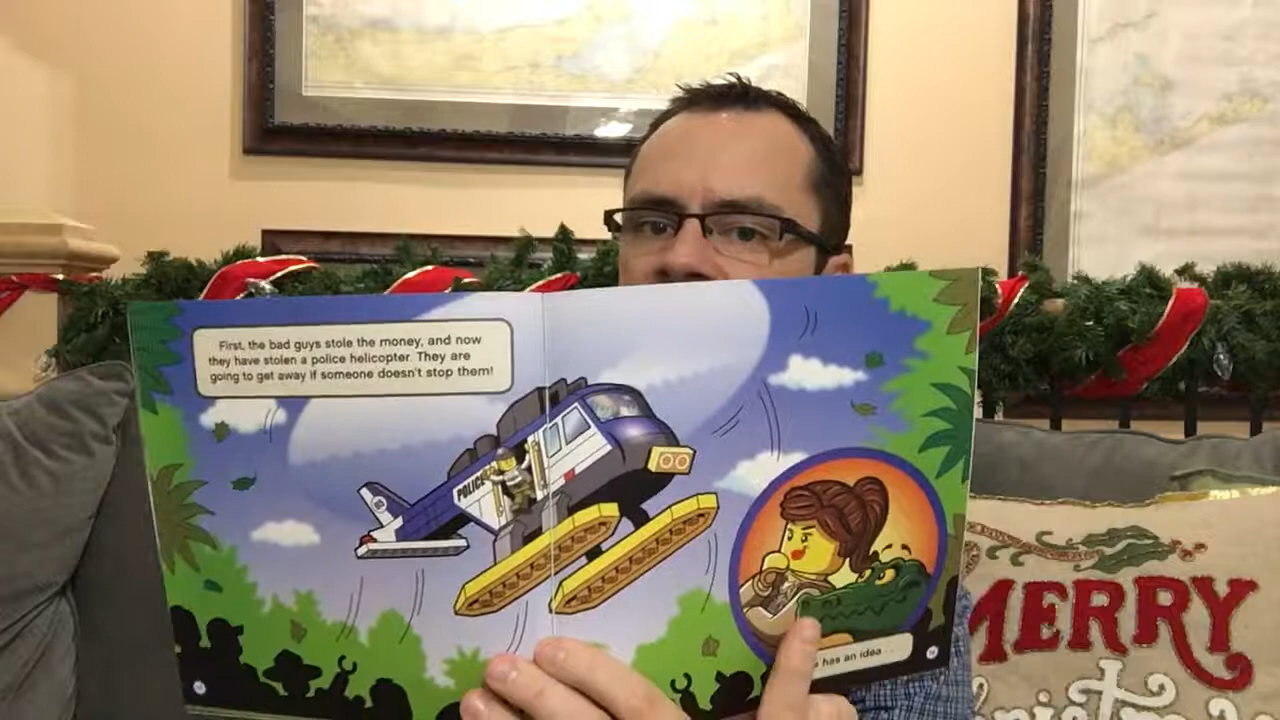 First, the bad guys stole the money, and now
they have stolen a police helicopter. They are
going to get away if someone doesn't stop them!
POLICE
has an idea
MERRY